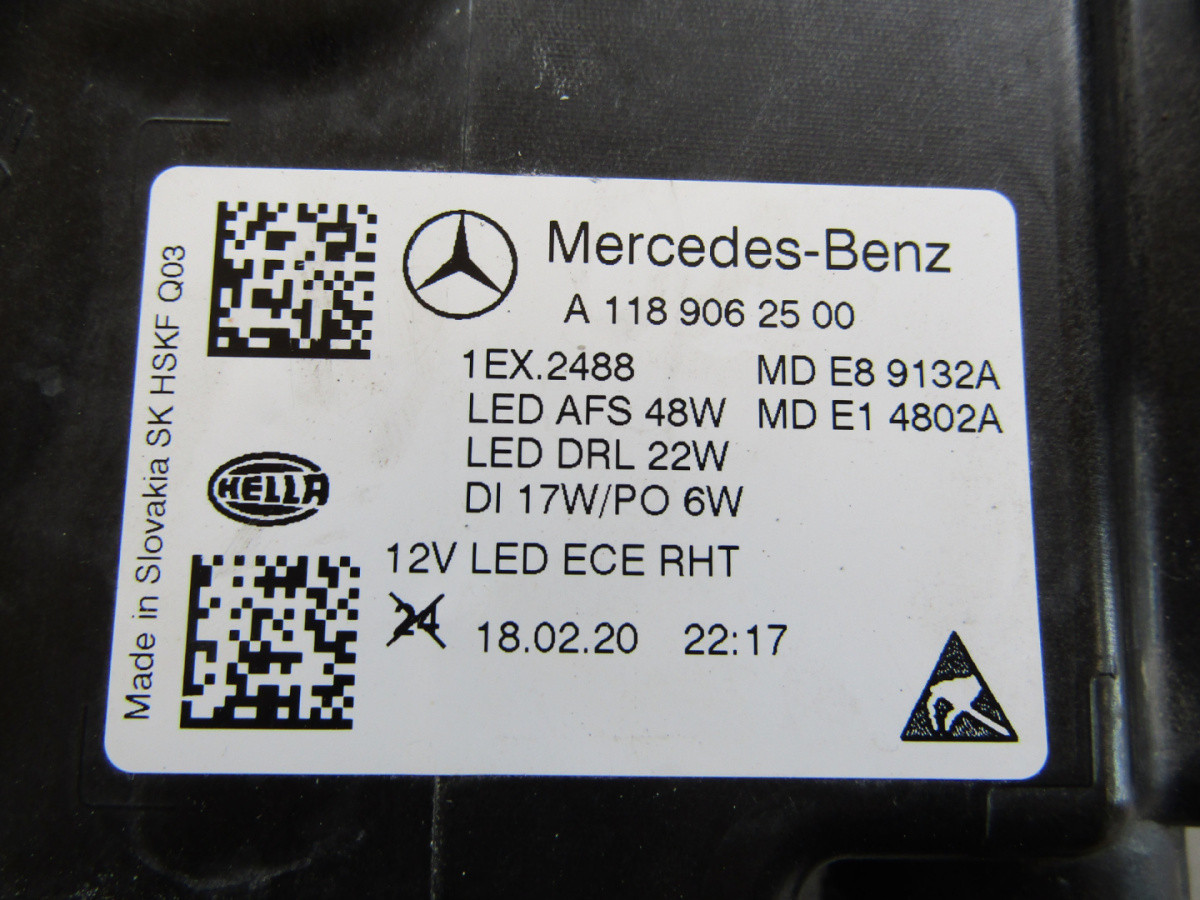 Mercedes-Benz
A 118 906 25 00
1EX.2488 MD E8 9132A
LED AFS 48W MD E1 4802A
LED DRL 22W
DI 17W/PO 6W
HELLA
12V LED ECE RHT
24 18.02.20 22:17
Made in Slovakia SK HSKF Q03